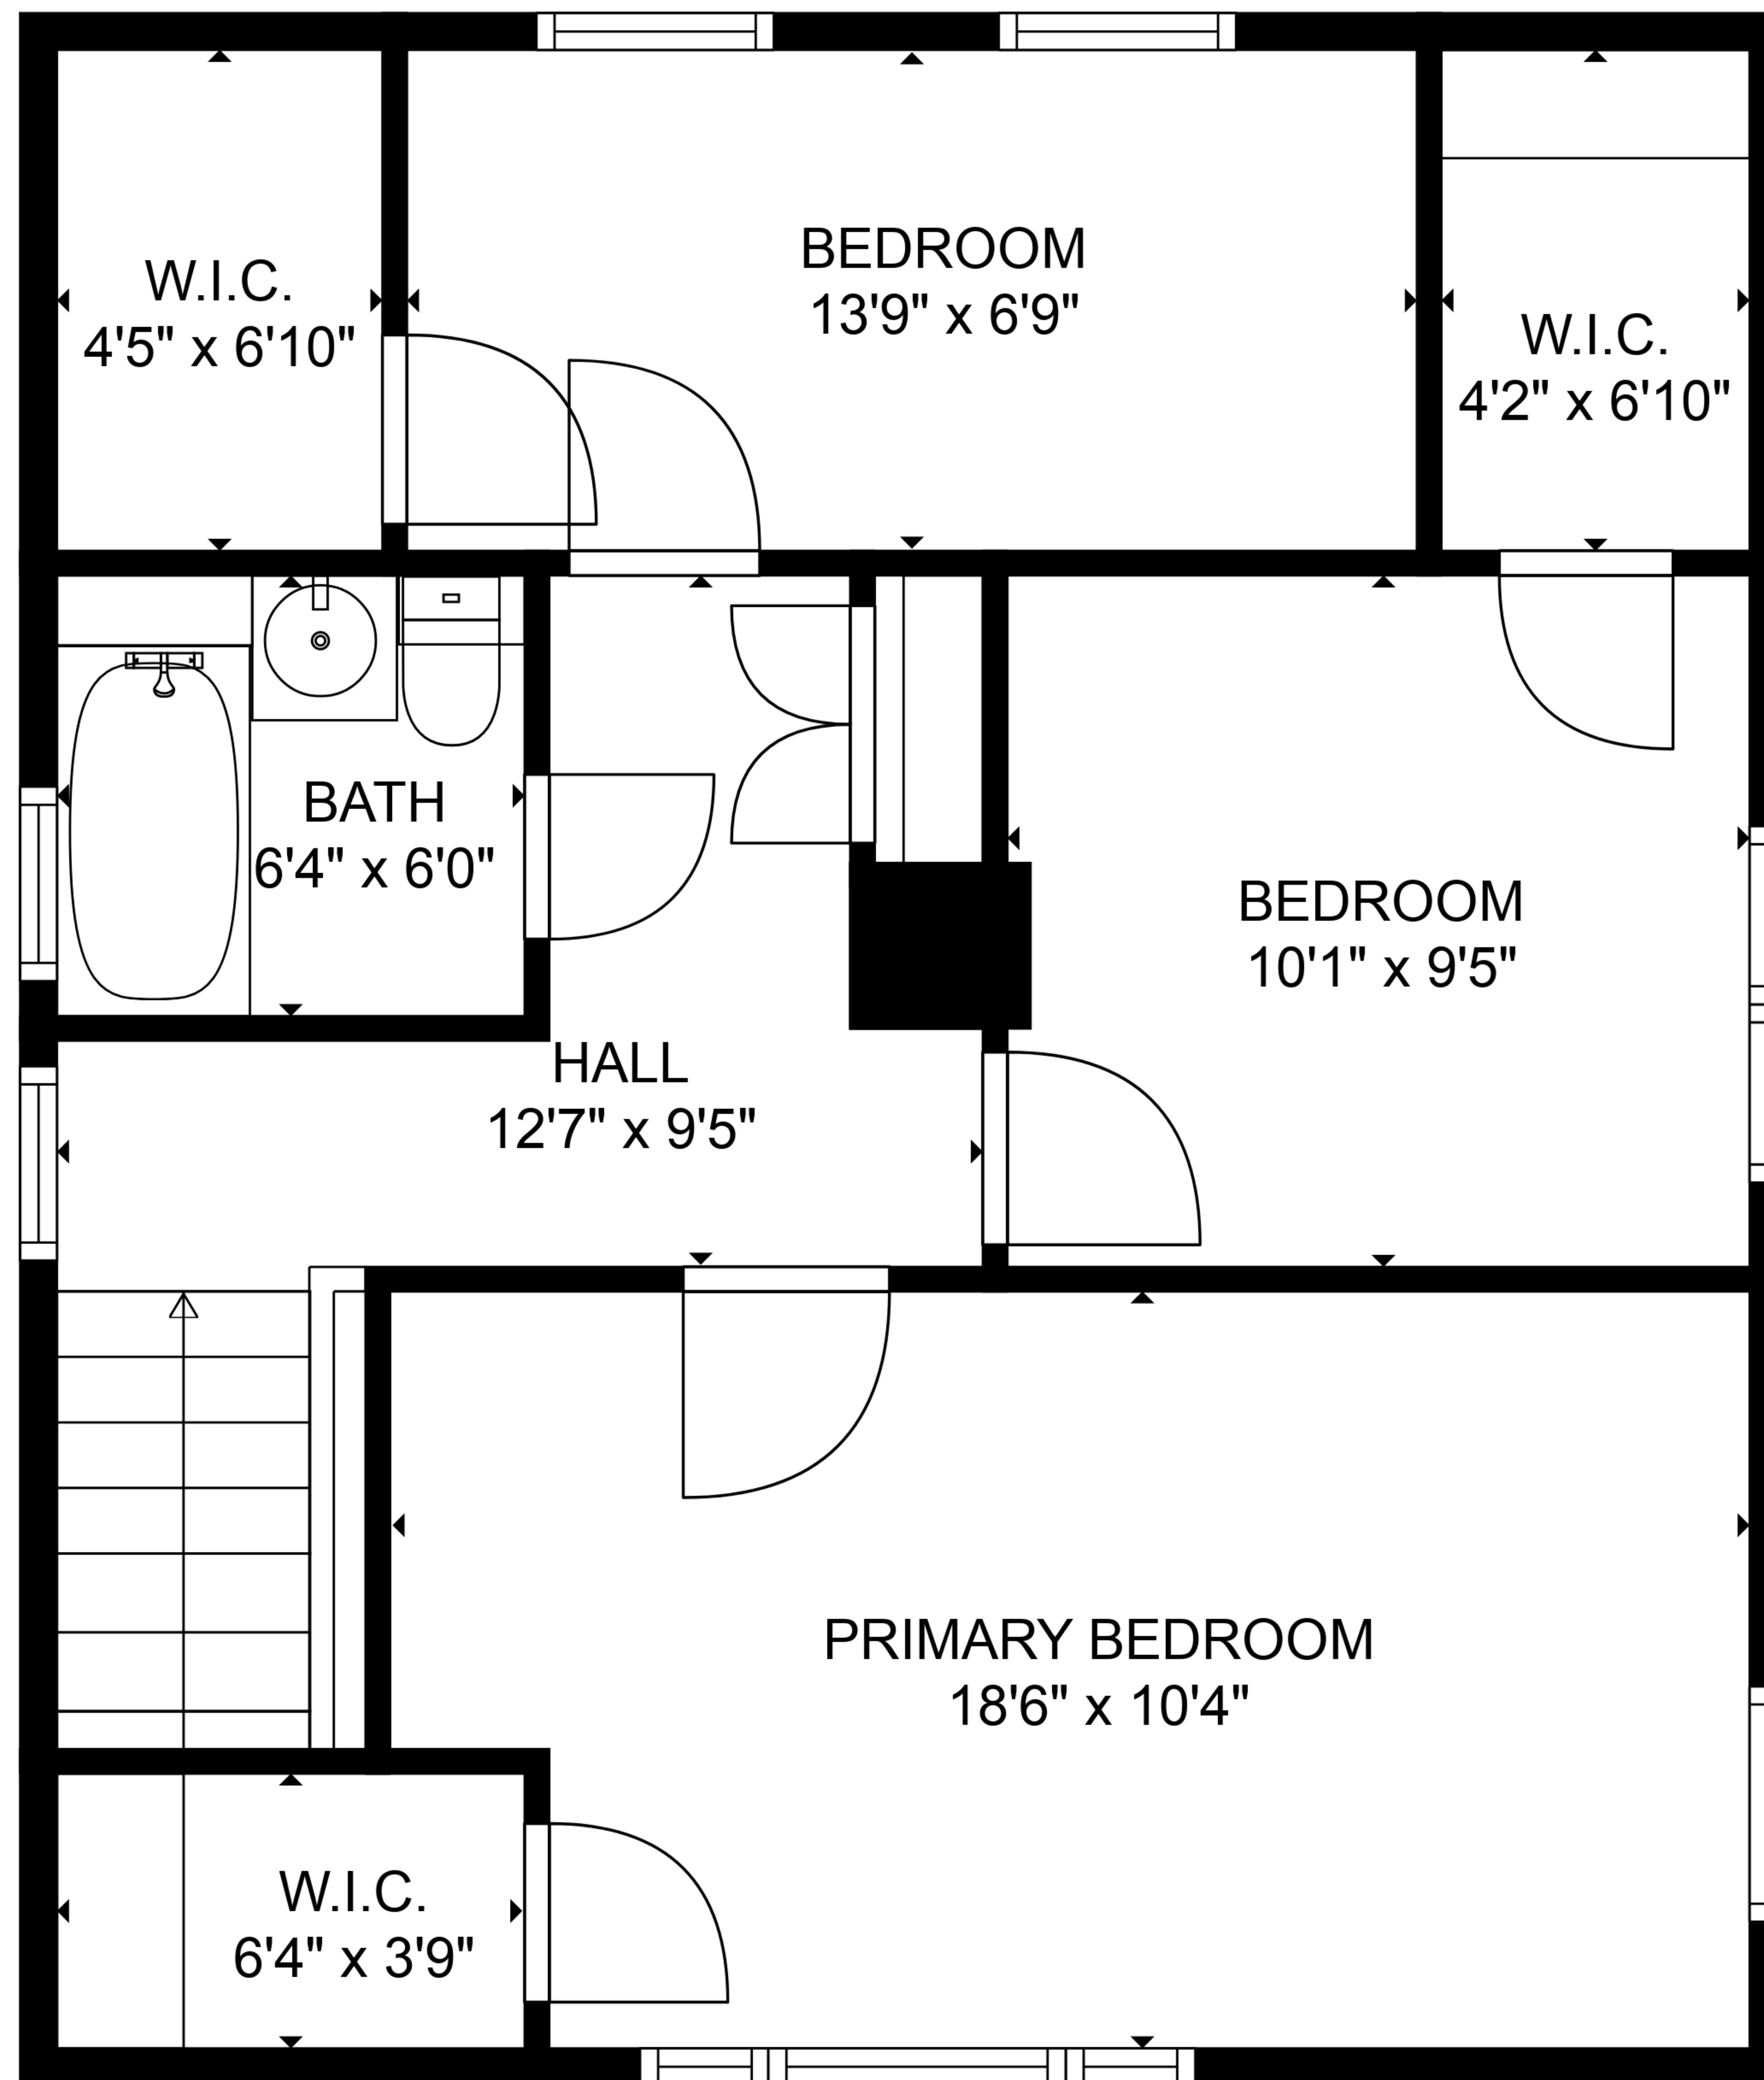 BEDROOM
13'9" x 6'9"
W.I.C.
4'5" x 6'10"
W.I.C.
4'2" x 6'10"
BATH
6'4" x 6'0"
BEDROOM
10'1" x 9'5"
HALL
12'7" x 9'5"
PRIMARY BEDROOM
18'6" x 10'4"
W.I.C.
6'4" x 3'9"